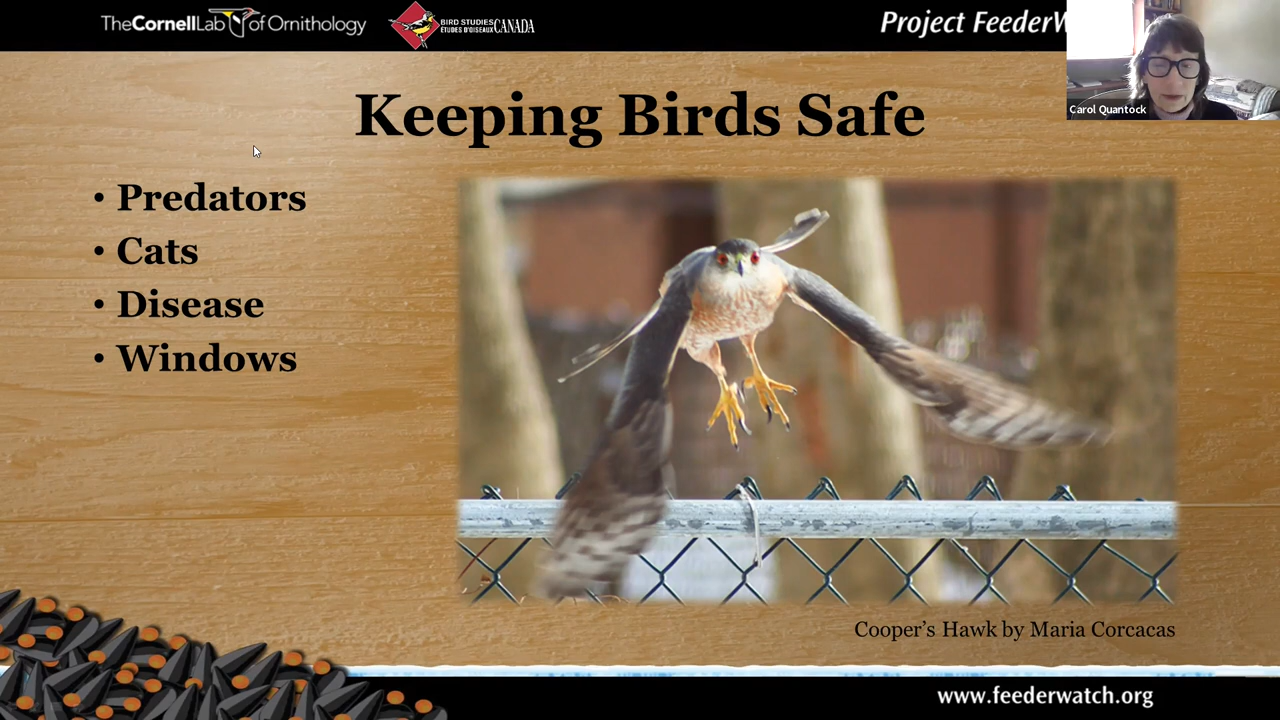 TheCornellLab of Ornithology
BIRD STUDIES
ÉTUDES D'OISEAUX CANADA
Project FeederW
Carol Quantock
Keeping Birds Safe
• Predators
• Cats
• Disease
• Windows
Cooper's Hawk by Maria Corcacas
www.feederwatch.org